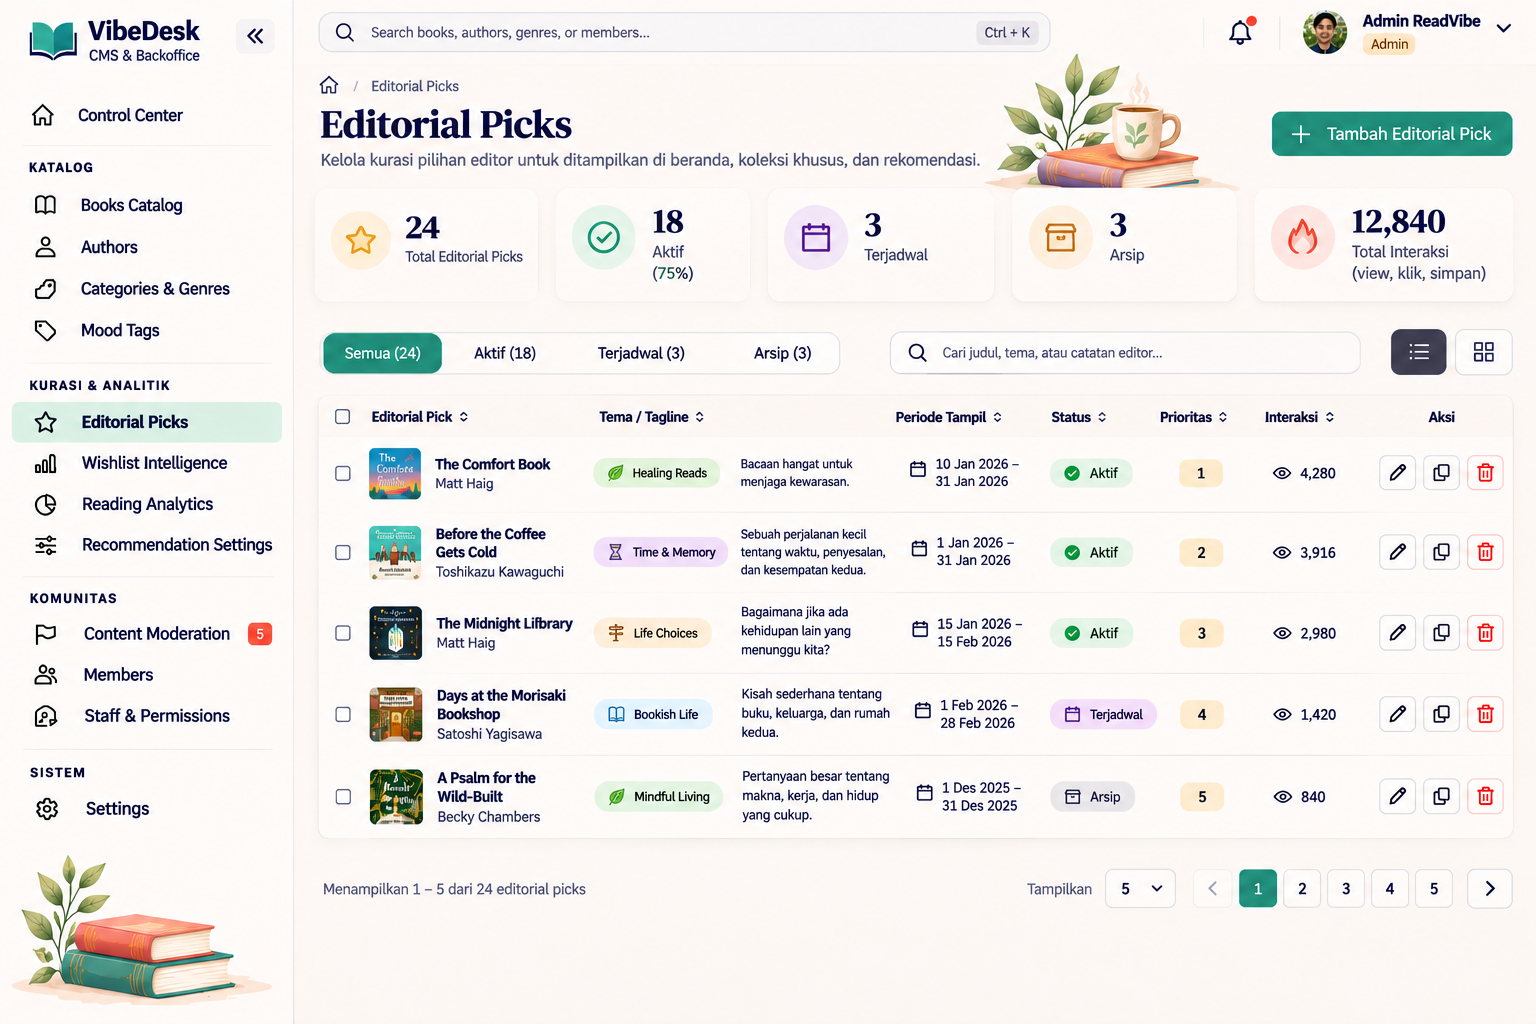 VibeDesk
CMS & Backoffice
Search books, authors, genres, or members...
Ctrl + K
Admin ReadVibe
Admin
Control Center
KATALOG
Books Catalog
Authors
Categories & Genres
Mood Tags
KURASI & ANALITIK
Editorial Picks
Wishlist Intelligence
Reading Analytics
Recommendation Settings
KOMUNITAS
Content Moderation
5
Members
Staff & Permissions
SISTEM
Settings
/ Editorial Picks
Editorial Picks
Kelola kurasi pilihan editor untuk ditampilkan di beranda, koleksi khusus, dan rekomendasi.
Tambah Editorial Pick
24
Total Editorial Picks
18
Aktif
(75%)
3
Terjadwal
3
Arsip
12,840
Total Interaksi
(view, klik, simpan)
Semua (24)
Aktif (18)
Terjadwal (3)
Arsip (3)
Cari judul, tema, atau catatan editor...
Editorial Pick
Tema / Tagline
Periode Tampil
Status
Prioritas
Interaksi
Aksi
The
Comfort
The Comfort Book
Matt Haig
Healing Reads
Bacaan hangat untuk
menjaga kewarasan.
10 Jan 2026 –
31 Jan 2026
Aktif
1
4,280
Before the Coffee
Gets Cold
Toshikazu Kawaguchi
Time & Memory
Sebuah perjalanan kecil
tentang waktu, penyesalan,
dan kesempatan kedua.
1 Jan 2026 –
31 Jan 2026
Aktif
2
3,916
The Midnight Lifbrary
Matt Haig
Life Choices
Bagaimana jika ada
kehidupan lain yang
menunggu kita?
15 Jan 2026 –
15 Feb 2026
Aktif
3
2,980
Days at the Morisaki
Bookshop
Satoshi Yagisawa
Bookish Life
Kisah sederhana tentang
buku, keluarga, dan rumah
kedua.
1 Feb 2026 –
28 Feb 2026
Terjadwal
4
1,420
A Psalm for the
Wild-Built
Becky Chambers
Mindful Living
Pertanyaan besar tentang
makna, kerja, dan hidup
yang cukup.
1 Des 2025 –
31 Des 2025
Arsip
5
840
Menampilkan 1 – 5 dari 24 editorial picks
Tampilkan
5
1
2
3
4
5